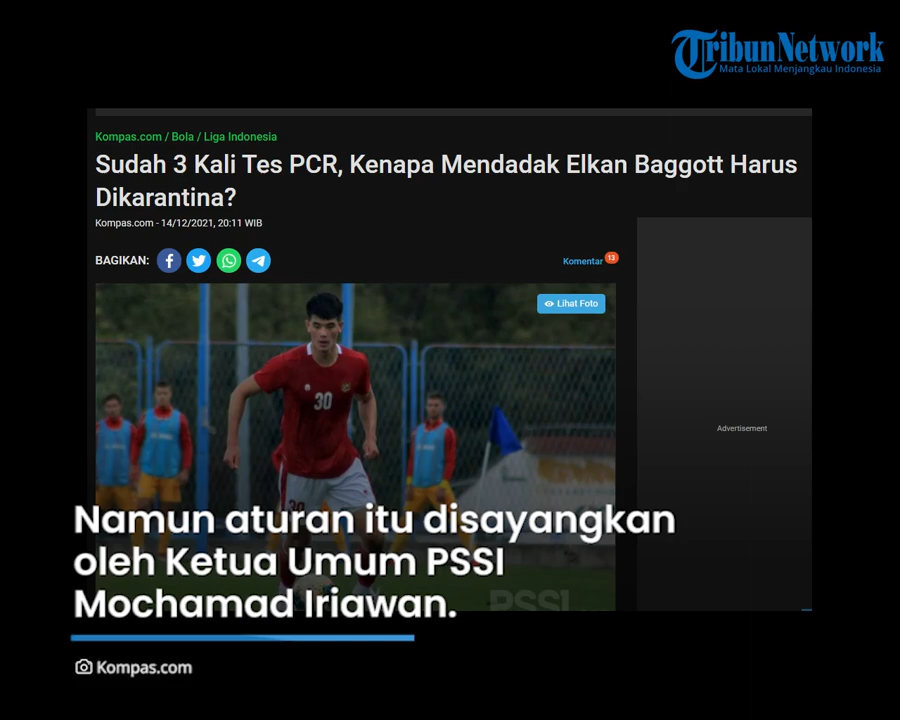 TribunNetwork
Mata Lokal Menjangkau Indonesia
Kompas.com / Bola / Liga Indonesia
Sudah 3 Kali Tes PCR, Kenapa Mendadak Elkan Baggott Harus
Dikarantina?
Kompas.com - 14/12/2021, 20:11 WIB
BAGIKAN:
Komentar 13
Lihat Foto
30
30
Advertisement
Namun aturan itu disayangkan
oleh Ketua Umum PSSI
Mochamad Iriawan.
PSSI
Kompas.com